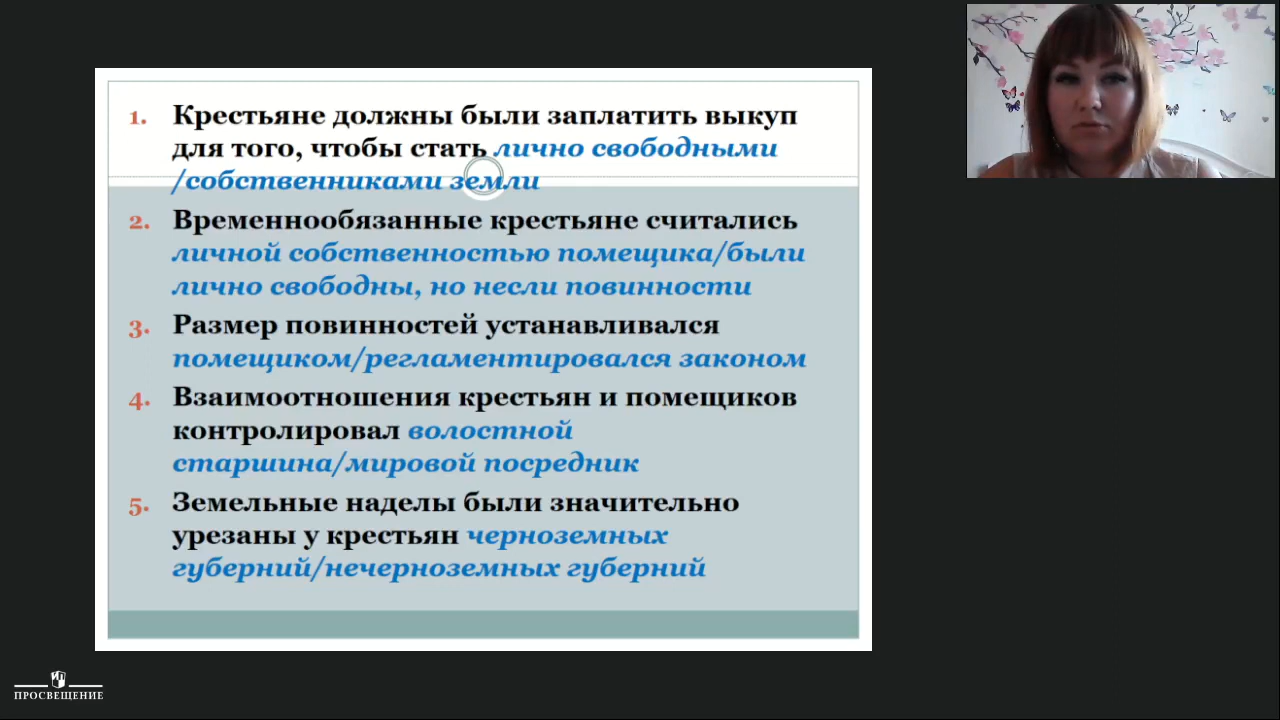 1. Крестьяне должны были заплатить выкуп
для того, чтобы стать лично свободными
/собственниками земли
2. Временнообязанные крестьяне считались
личной собственностью помещика/были
лично свободны, но несли повинности
3. Размер повинностей устанавливался
помещиком/регламентировался законом
4. Взаимоотношения крестьян и помещиков
контролировал волостной
старшина/мировой посредник
5. Земельные наделы были значительно
урезаны у крестьян черноземных
губерний/нечерноземных губерний
ПРОСВЕЩЕНИЕ